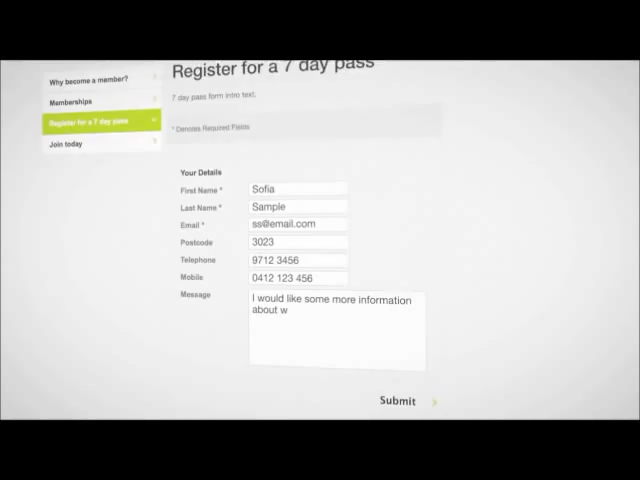 Register for a 7 day pass
Why become a member?
Memberships
Register for a 7 day pass
Join today
7 day pass form intro text.
* Denotes Required Fields
Your Details
First Name * Sofia
Last Name * Sample
Email * ss@email.com
Postcode 3023
Telephone 9712 3456
Mobile 0412 123 456
Message I would like some more information
about w
Submit